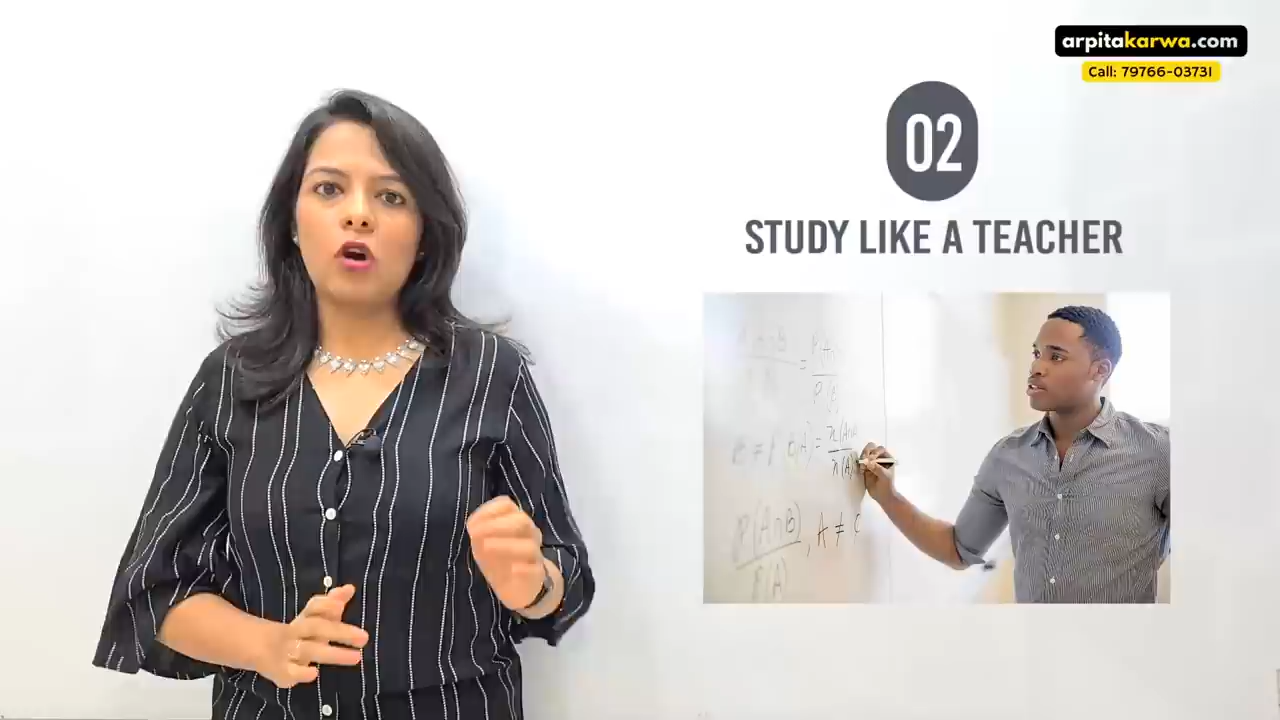 arpitakarwa.com
Call: 79766-03731
02
STUDY LIKE A TEACHER
P(A∩B)
, A ≠ C
P(A)